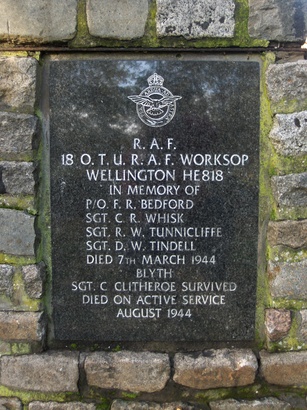 R.A.F.
18 O.T.U. R.A.F. WORKSOP
WELLINGTON HE818
IN MEMORY OF
P/O. F. R. BEDFORD
SGT. C. R. WHISK
SGT. R. W. TUNNICLIFFE
SGT. D. W. TINDELL
DIED 7TH MARCH 1944
BLYTH
SGT. C CLITHEROE SURVIVED
DIED ON ACTIVE SERVICE
AUGUST 1944